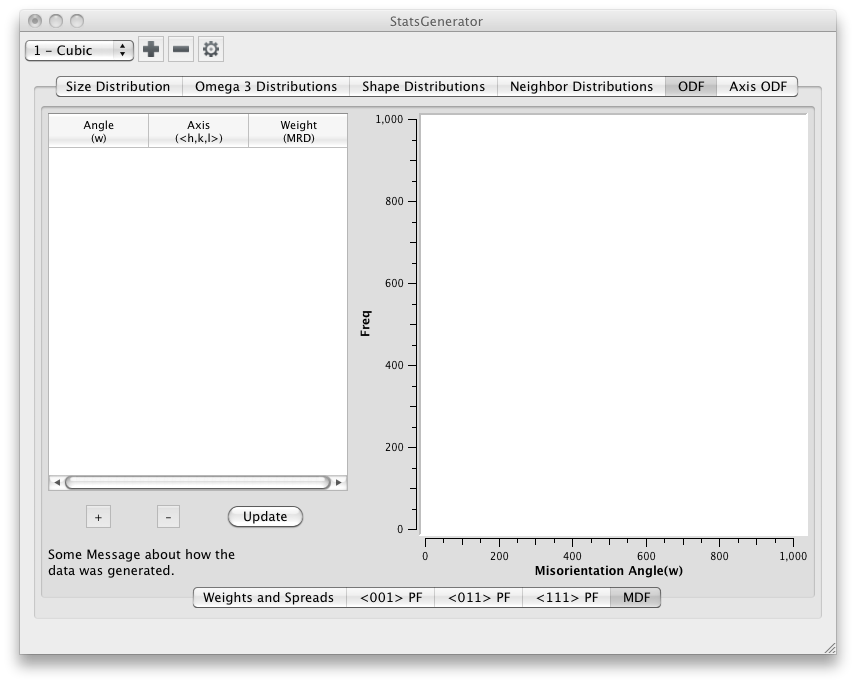 StatsGenerator
1 - Cubic
Size Distribution Omega 3 Distributions Shape Distributions Neighbor Distributions ODF Axis ODF
Angle Axis Weight
(w) (<h,k,l>) (MRD)
1,000
800
600
Freq
400
200
0
0 200 400 600 800 1,000
Misorientation Angle(w)
+ - Update
Some Message about how the
data was generated.
Weights and Spreads <001> PF <011> PF <111> PF MDF